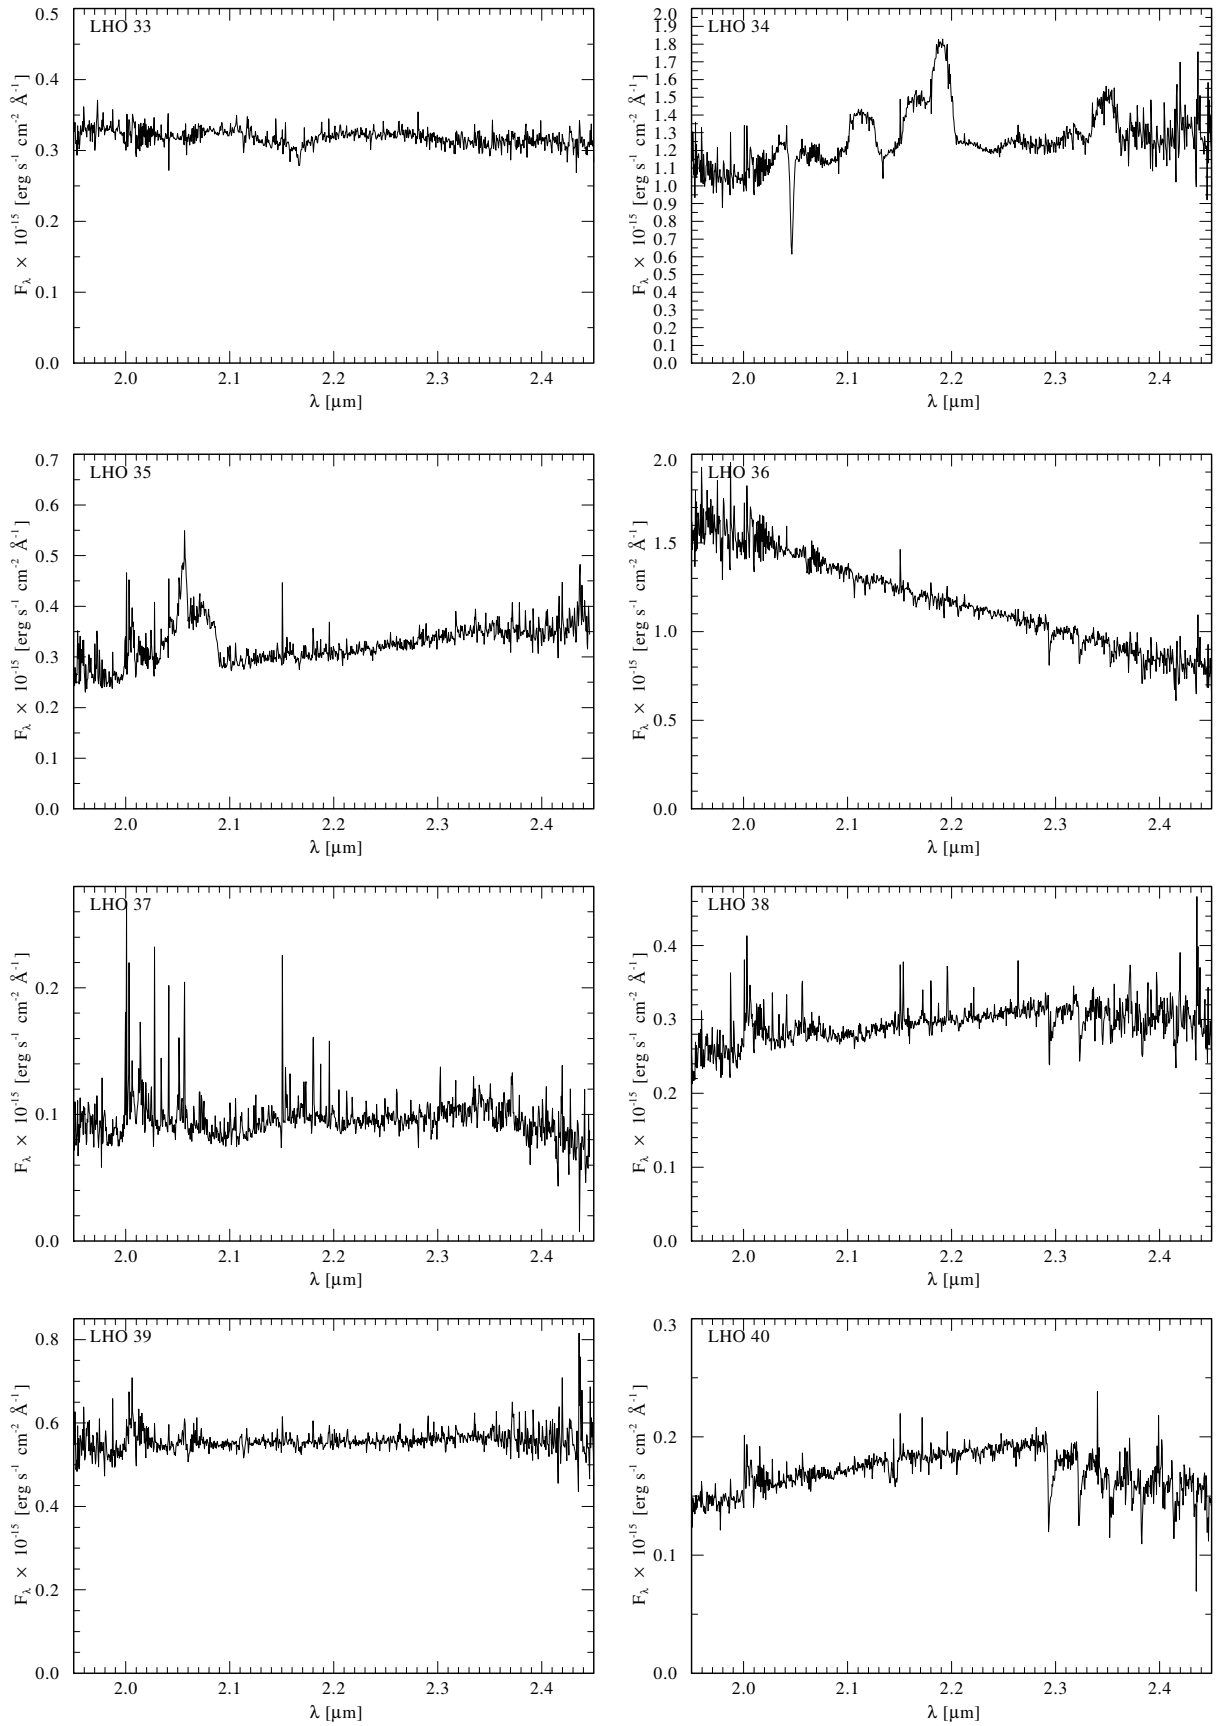 LHO 33
F_λ × 10^-15 [erg s^-1 cm^-2 Å^-1]
0.5
0.4
0.3
0.2
0.1
0.0
2.0 2.1 2.2 2.3 2.4
λ [μm]
LHO 34
F_λ × 10^-15 [erg s^-1 cm^-2 Å^-1]
2.0
1.9
1.8
1.7
1.6
1.5
1.4
1.3
1.2
1.1
1.0
0.9
0.8
0.7
0.6
0.5
0.4
0.3
0.2
0.1
0.0
2.0 2.1 2.2 2.3 2.4
λ [μm]
LHO 35
F_λ × 10^-15 [erg s^-1 cm^-2 Å^-1]
0.7
0.6
0.5
0.4
0.3
0.2
0.1
0.0
2.0 2.1 2.2 2.3 2.4
λ [μm]
LHO 36
F_λ × 10^-15 [erg s^-1 cm^-2 Å^-1]
2.0
1.5
1.0
0.5
0.0
2.0 2.1 2.2 2.3 2.4
λ [μm]
LHO 37
F_λ × 10^-15 [erg s^-1 cm^-2 Å^-1]
0.2
0.1
0.0
2.0 2.1 2.2 2.3 2.4
λ [μm]
LHO 38
F_λ × 10^-15 [erg s^-1 cm^-2 Å^-1]
0.4
0.3
0.2
0.1
0.0
2.0 2.1 2.2 2.3 2.4
λ [μm]
LHO 39
F_λ × 10^-15 [erg s^-1 cm^-2 Å^-1]
0.8
0.6
0.4
0.2
0.0
2.0 2.1 2.2 2.3 2.4
λ [μm]
LHO 40
F_λ × 10^-15 [erg s^-1 cm^-2 Å^-1]
0.3
0.2
0.1
0.0
2.0 2.1 2.2 2.3 2.4
λ [μm]